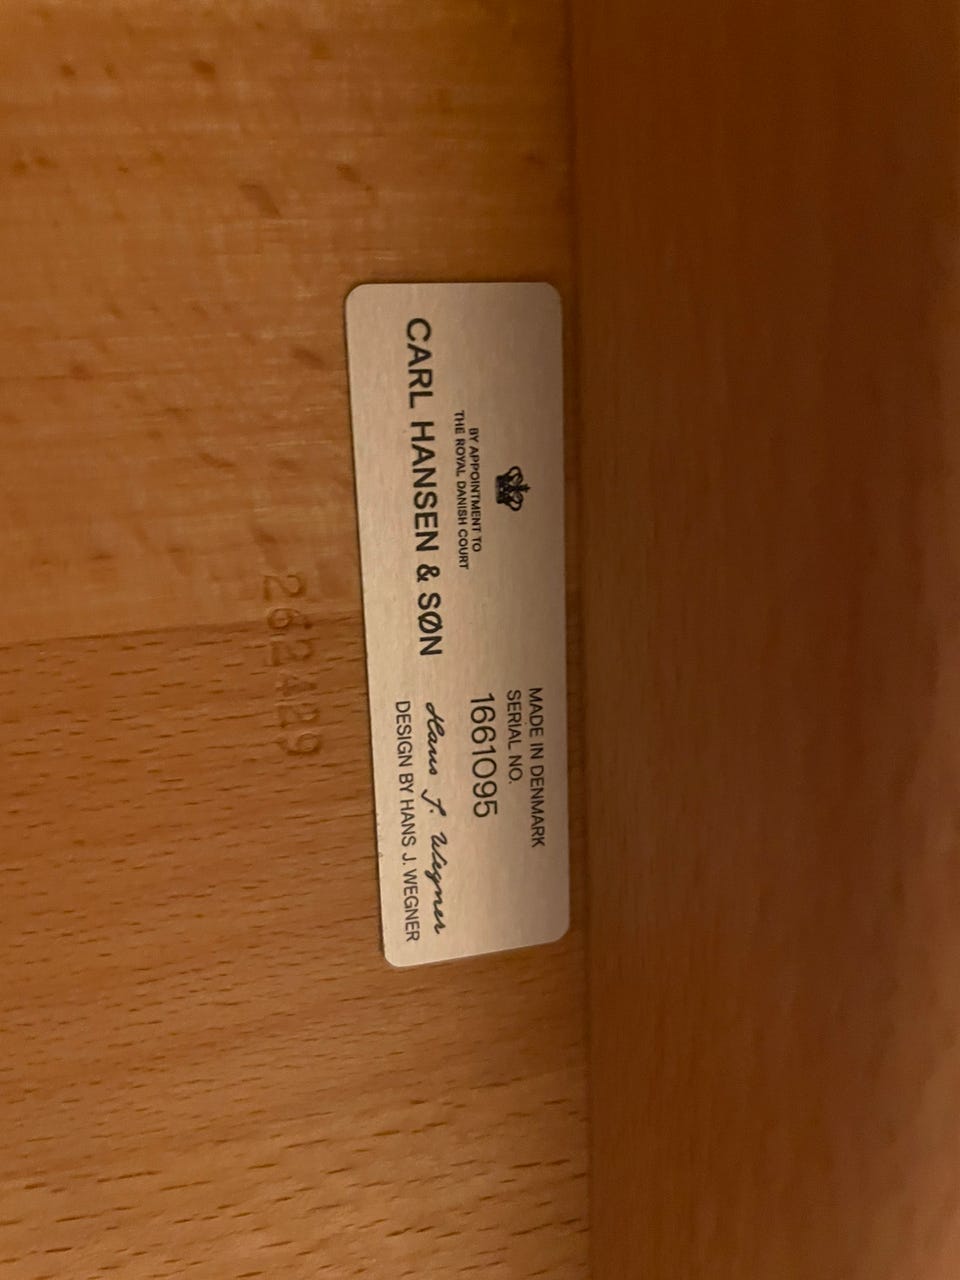 BY APPOINTMENT TO
THE ROYAL DANISH COURT
CARL HANSEN & SØN
MADE IN DENMARK
SERIAL NO.
1661095
Hans J. Wegner
DESIGN BY HANS J. WEGNER
262429